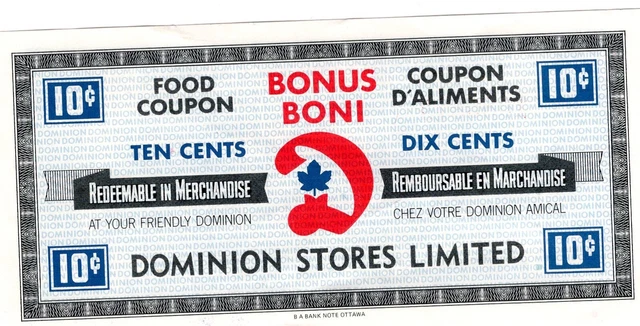 10¢
FOOD COUPON
BONUS
BONI
COUPON D'ALIMENTS
10¢
TEN CENTS
DIX CENTS
REDEEMABLE IN MERCHANDISE
REMBOURSABLE EN MARCHANDISE
AT YOUR FRIENDLY DOMINION
CHEZ VOTRE DOMINION AMICAL
10¢
DOMINION STORES LIMITED
10¢
B A BANK NOTE OTTAWA